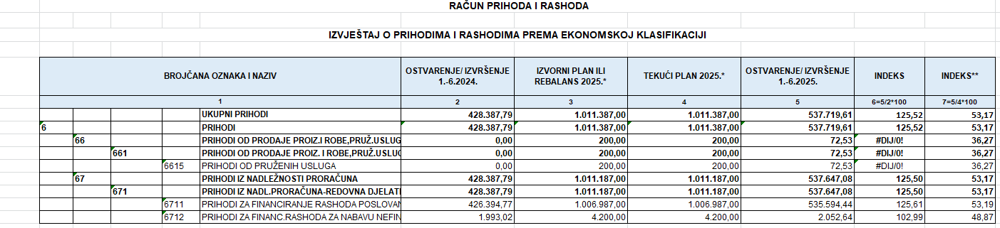 RAČUN PRIHODA I RASHODA
IZVJEŠTAJ O PRIHODIMA I RASHODIMA PREMA EKONOMSKOJ KLASIFIKACIJI
BROJČANA OZNAKA I NAZIV OSTVARENJE/ IZVRŠENJE 1.-6.2024. IZVORNI PLAN ILI REBALANS 2025.* TEKUĆI PLAN 2025.* OSTVARENJE/ IZVRŠENJE 1.-6.2025. INDEKS INDEKS**
1 2 3 4 5 6=5/2*100 7=5/4*100
UKUPNI PRIHODI 428.387,79 1.011.387,00 1.011.387,00 537.719,61 125,52 53,17
6 PRIHODI 428.387,79 1.011.387,00 1.011.387,00 537.719,61 125,52 53,17
66 PRIHODI OD PRODAJE PROIZ.I ROBE,PRUŽ.USLUG 0,00 200,00 200,00 72,53 #DIJ/0! 36,27
661 PRIHODI OD PRODAJE PROIZ. I ROBE,PRUŽ.USLUG 0,00 200,00 200,00 72,53 #DIJ/0! 36,27
6615 PRIHODI OD PRUŽENIH USLUGA 0,00 200,00 200,00 72,53 #DIJ/0! 36,27
67 PRIHODI IZ NADLEŽNOSTI PRORAČUNA 428.387,79 1.011.187,00 1.011.187,00 537.647,08 125,50 53,17
671 PRIHODI IZ NADL.PRORAČUNA-REDOVNA DJELATI 428.387,79 1.011.187,00 1.011.187,00 537.647,08 125,50 53,17
6711 PRIHODI ZA FINANCIRANJE RASHODA POSLOVAN 426.394,77 1.006.987,00 1.006.987,00 535.594,44 125,61 53,19
6712 PRIHODI ZA FINANC.RASHODA ZA NABAVU NEFIN 1.993,02 4.200,00 4.200,00 2.052,64 102,99 48,87